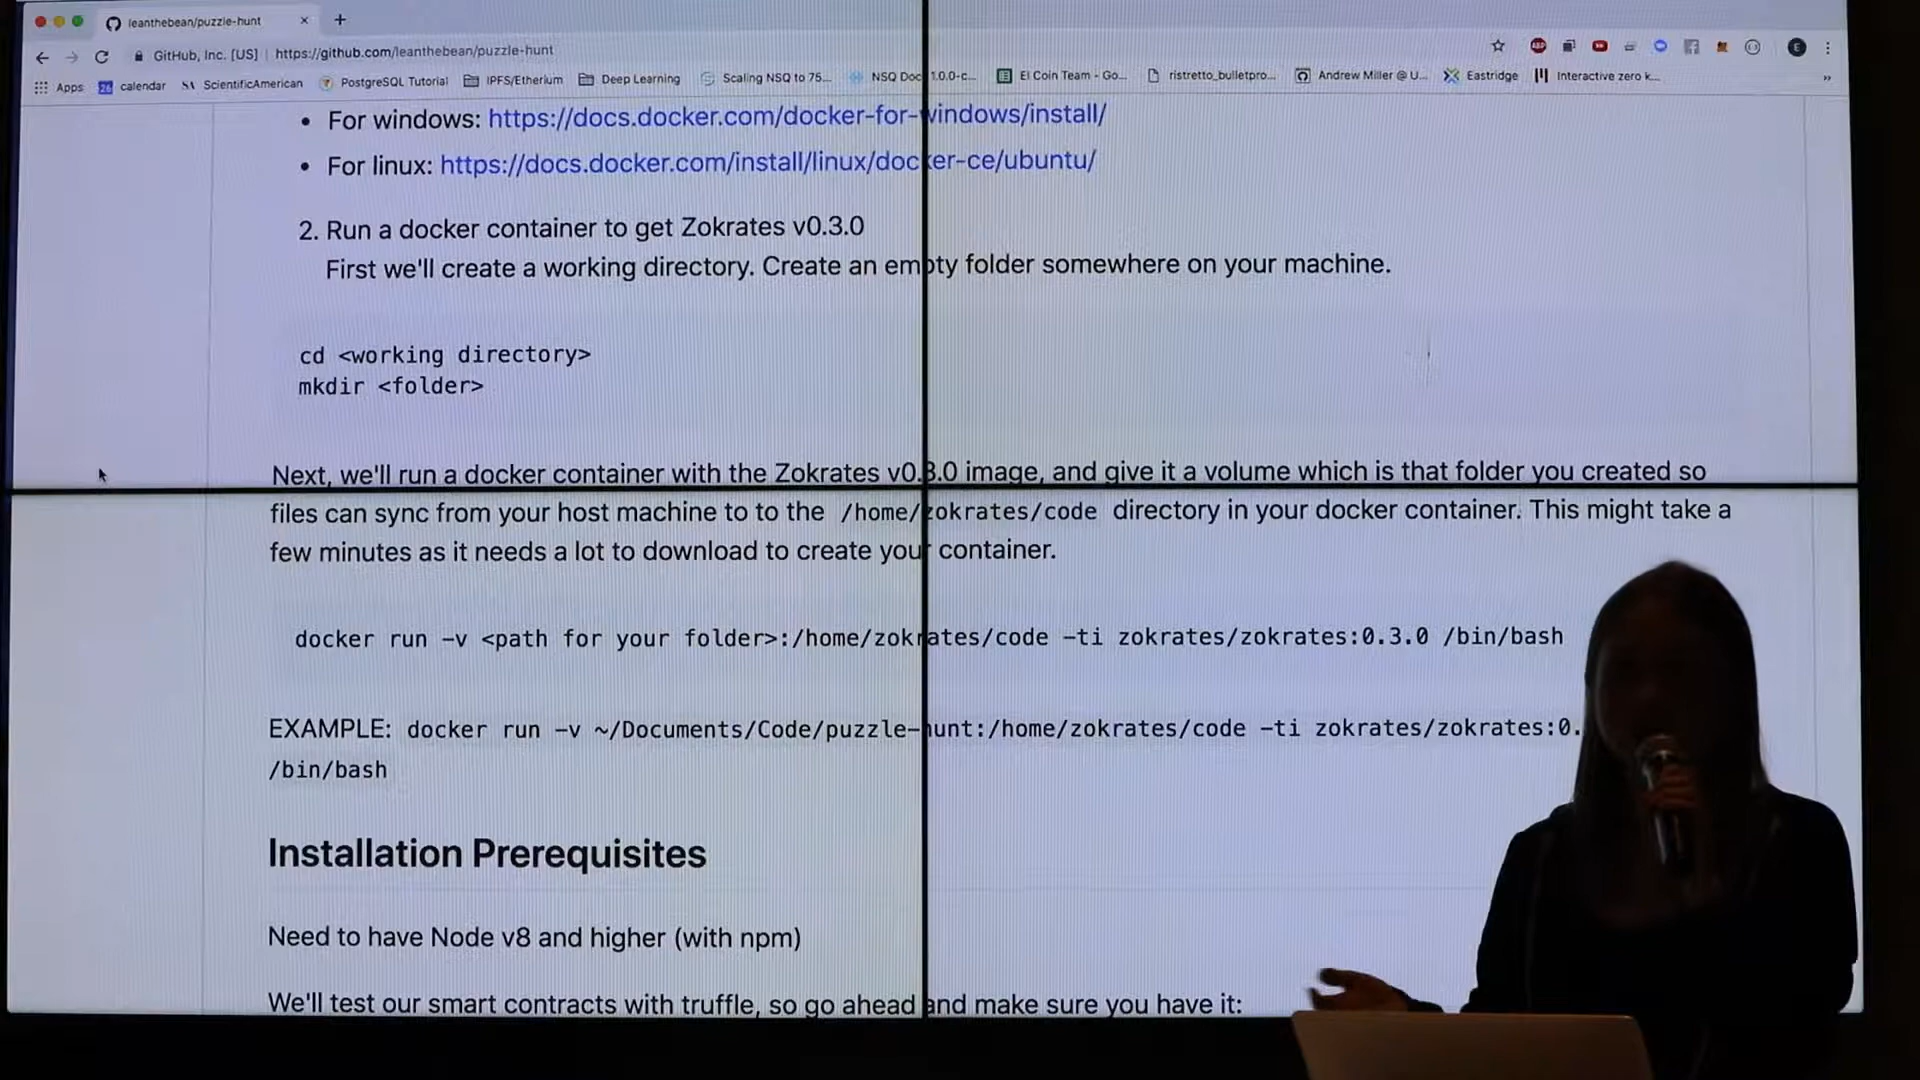 leanthebean/puzzle-hunt
GitHub, Inc. [US] | https://github.com/leanthebean/puzzle-hunt
Apps calendar ScientificAmerican PostgreSQL Tutorial IPFS/Etherium Deep Learning Scaling NSQ to 75... NSQ Doc 1.0.0-c... El Coin Team - Go... ristretto_bulletpro... Andrew Miller @ U... Eastridge Interactive zero k...
• For windows: https://docs.docker.com/docker-for-windows/install/
• For linux: https://docs.docker.com/install/linux/docker-ce/ubuntu/
2. Run a docker container to get Zokrates v0.3.0
First we'll create a working directory. Create an empty folder somewhere on your machine.
cd <working directory>
mkdir <folder>
Next, we'll run a docker container with the Zokrates v0.3.0 image, and give it a volume which is that folder you created so
files can sync from your host machine to to the /home/zokrates/code directory in your docker container. This might take a
few minutes as it needs a lot to download to create your container.
docker run -v <path for your folder>:/home/zokrates/code -ti zokrates/zokrates:0.3.0 /bin/bash
EXAMPLE: docker run -v ~/Documents/Code/puzzle-hunt:/home/zokrates/code -ti zokrates/zokrates:0.
/bin/bash
Installation Prerequisites
Need to have Node v8 and higher (with npm)
We'll test our smart contracts with truffle, so go ahead and make sure you have it: